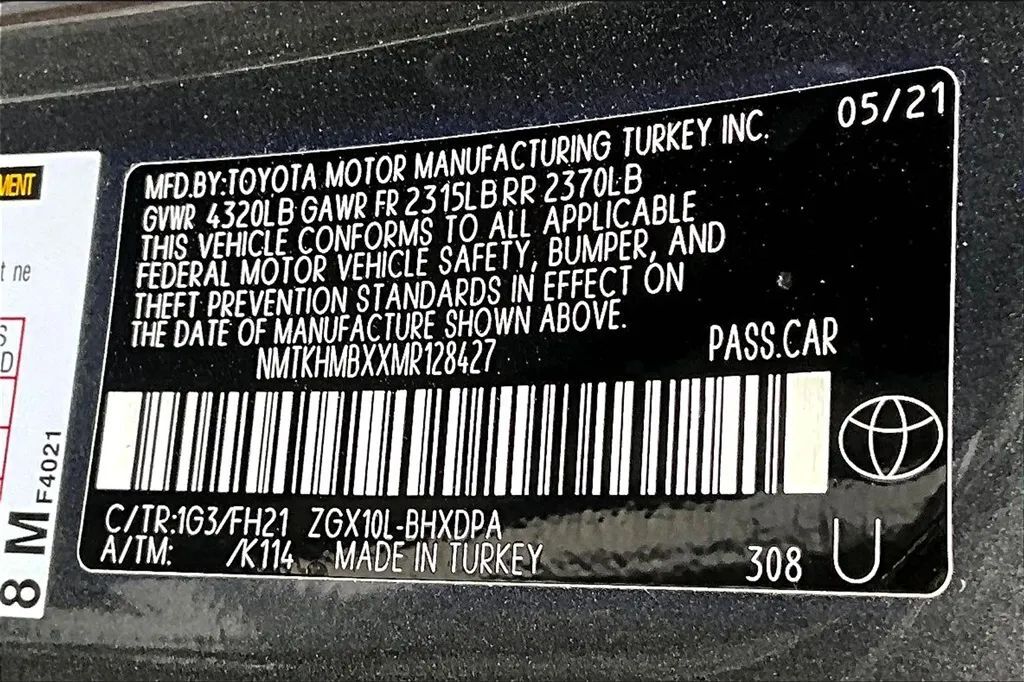 05/21
MFD.BY:TOYOTA MOTOR MANUFACTURING TURKEY INC.
GVWR 4320LB GAWR FR 2315LB RR 2370LB
THIS VEHICLE CONFORMS TO ALL APPLICABLE
FEDERAL MOTOR VEHICLE SAFETY, BUMPER, AND
THEFT PREVENTION STANDARDS IN EFFECT ON
THE DATE OF MANUFACTURE SHOWN ABOVE.
NMTKHMBXXMR128427 PASS.CAR
C/TR:1G3/FH21 ZGX10L-BHXDPA
A/TM: /K114 MADE IN TURKEY 308 U
MENT
t ne
S
D
8 M F4021